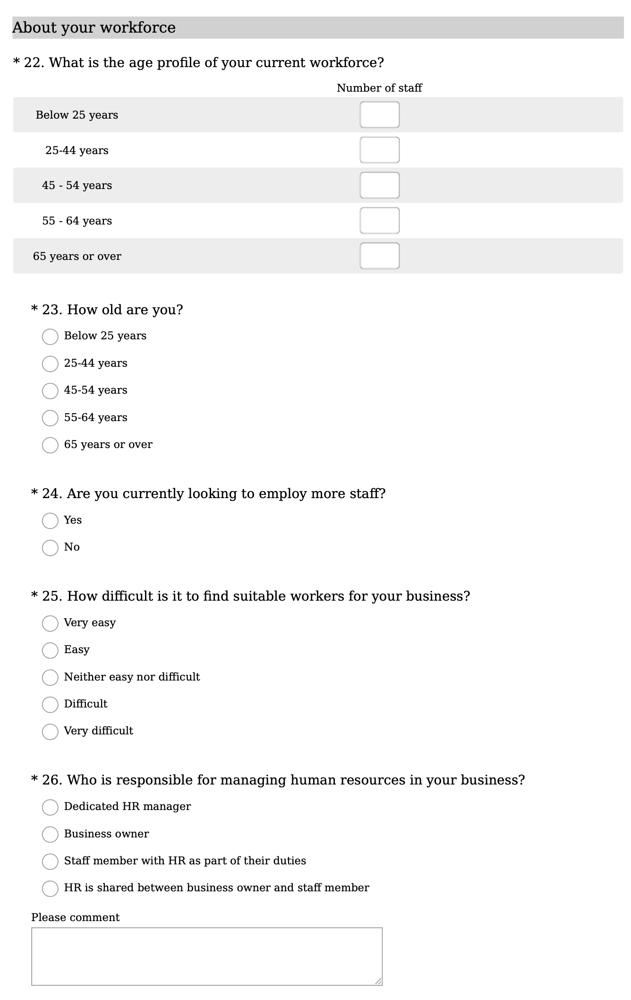 About your workforce
* 22. What is the age profile of your current workforce?
Number of staff
Below 25 years
25-44 years
45 - 54 years
55 - 64 years
65 years or over
* 23. How old are you?
Below 25 years
25-44 years
45-54 years
55-64 years
65 years or over
* 24. Are you currently looking to employ more staff?
Yes
No
* 25. How difficult is it to find suitable workers for your business?
Very easy
Easy
Neither easy nor difficult
Difficult
Very difficult
* 26. Who is responsible for managing human resources in your business?
Dedicated HR manager
Business owner
Staff member with HR as part of their duties
HR is shared between business owner and staff member
Please comment